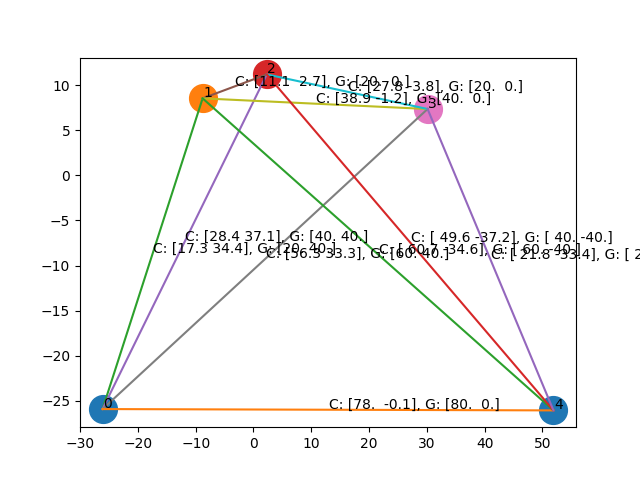 2
C: [11.1 2.7], G: [20. 0.]
C: [27.8 -3.8], G: [20. 0.]
1
C: [38.9 -1.2], G: [40. 0.]
3
C: [28.4 37.1], G: [40. 40.]
C: [ 49.6 -37.2], G: [ 40. -40.]
C: [17.3 34.4], G: [20. 40.]
C: [ 60.7 -34.6], G: [ 60. -40.]
C: [56.3 33.3], G: [60. 40.]
C: [ 21.8 -33.4], G: [ 2
0
C: [78. -0.1], G: [80. 0.]
4
10
5
0
−5
−10
−15
−20
−25
−30 −20 −10 0 10 20 30 40 50